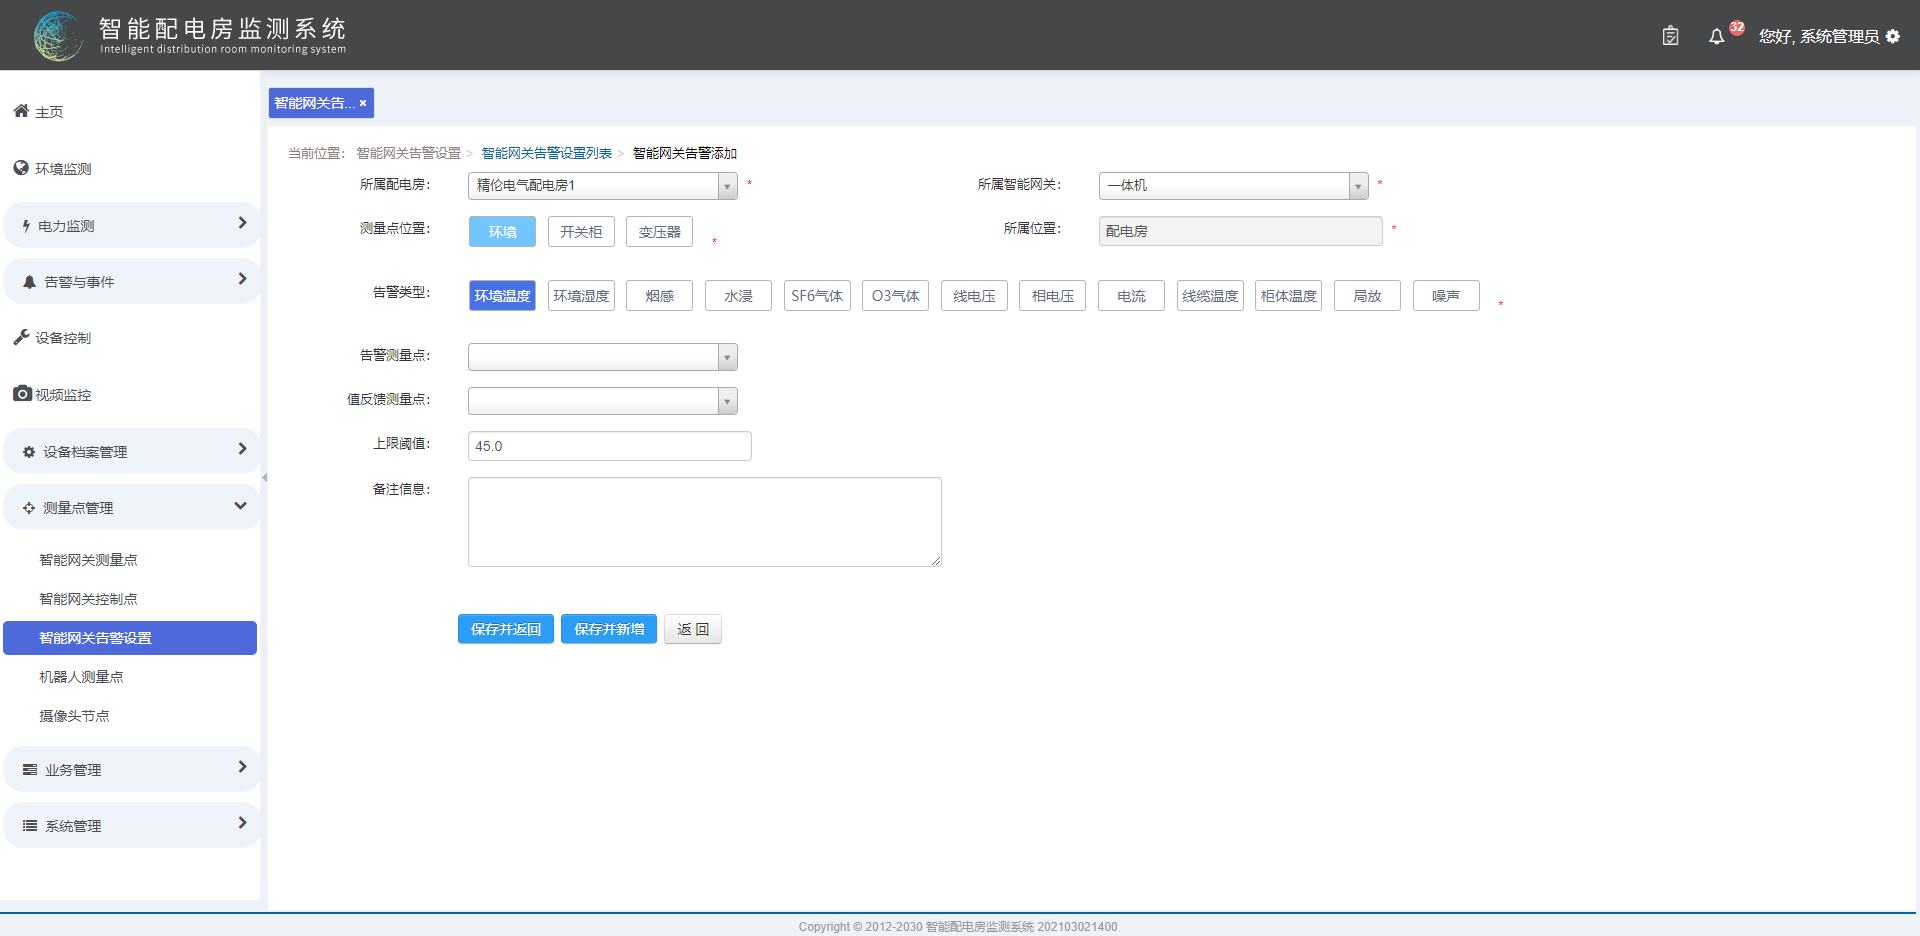 智能配电房监测系统
Intelligent distribution room monitoring system
32
您好, 系统管理员
主页
环境监测
电力监测
告警与事件
设备控制
视频监控
设备档案管理
测量点管理
智能网关测量点
智能网关控制点
智能网关告警设置
机器人测量点
摄像头节点
业务管理
系统管理
智能网关告... ×
当前位置： 智能网关告警设置 > 智能网关告警设置列表 > 智能网关告警添加
所属配电房： 精伦电气配电房1 * 所属智能网关： 一体机 *
测量点位置： 环境 开关柜 变压器 * 所属位置： 配电房 *
告警类型： 环境温度 环境湿度 烟感 水浸 SF6气体 O3气体 线电压 相电压 电流 线缆温度 柜体温度 局放 噪声 *
告警测量点：
值反馈测量点：
上限阈值： 45.0
备注信息：
保存并返回 保存并新增 返 回
Copyright © 2012-2030 智能配电房监测系统 202103021400